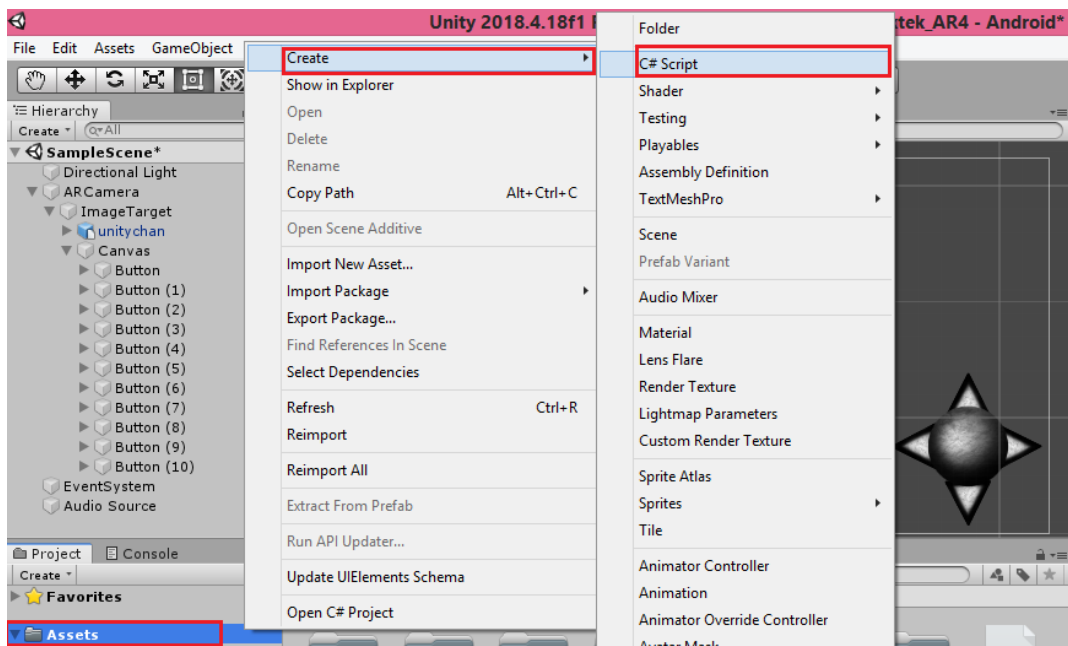 Unity 2018.4.18f1
tek_AR4 - Android*
File Edit Assets GameObject
Hierarchy
Create All
SampleScene*
Directional Light
ARCamera
ImageTarget
unitychan
Canvas
Button
Button (1)
Button (2)
Button (3)
Button (4)
Button (5)
Button (6)
Button (7)
Button (8)
Button (9)
Button (10)
EventSystem
Audio Source
Project Console
Create
Favorites
Assets
Create
Show in Explorer
Open
Delete
Rename
Copy Path Alt+Ctrl+C
Open Scene Additive
Import New Asset...
Import Package
Export Package...
Find References In Scene
Select Dependencies
Refresh Ctrl+R
Reimport
Reimport All
Extract From Prefab
Run API Updater...
Update UIElements Schema
Open C# Project
Folder
C# Script
Shader
Testing
Playables
Assembly Definition
TextMeshPro
Scene
Prefab Variant
Audio Mixer
Material
Lens Flare
Render Texture
Lightmap Parameters
Custom Render Texture
Sprite Atlas
Sprites
Tile
Animator Controller
Animation
Animator Override Controller
Avatar Mask